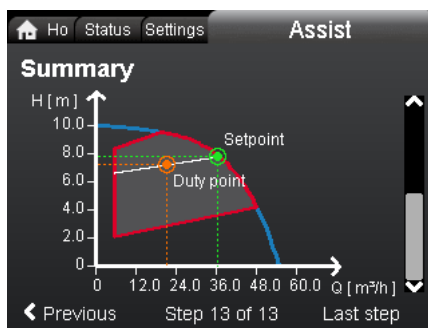 Ho Status Settings Assist
Summary
H [ m ]
10.0
8.0
6.0
4.0
2.0
0
Setpoint
Duty point
0 12.0 24.0 36.0 48.0 60.0 Q [ m³/h ]
Previous Step 13 of 13 Last step